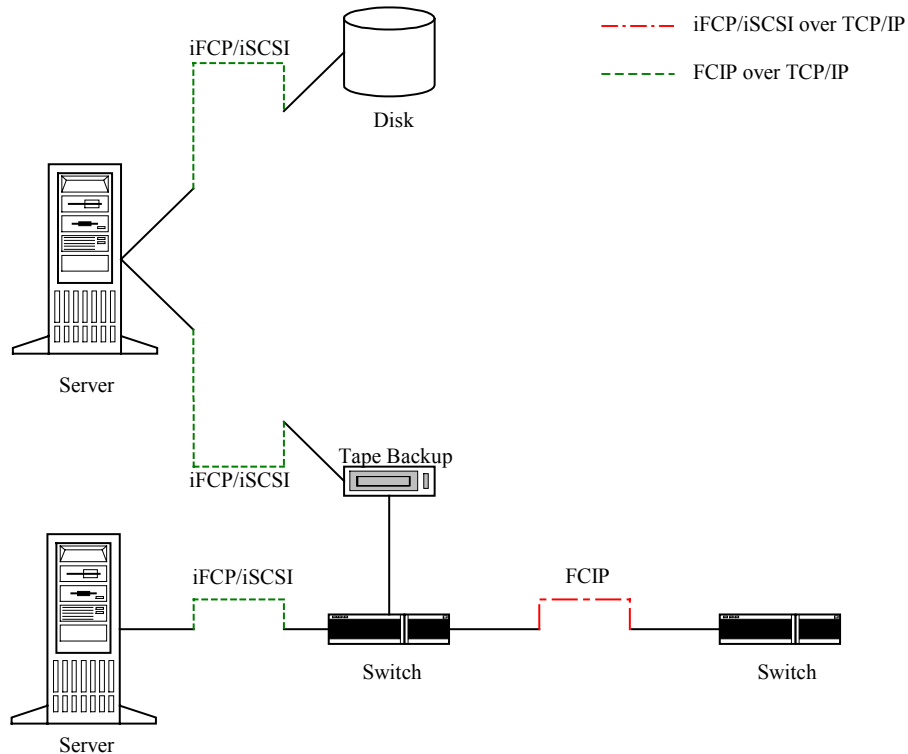 iFCP/iSCSI
iFCP/iSCSI over TCP/IP
FCIP over TCP/IP
Disk
Server
Tape Backup
iFCP/iSCSI
iFCP/iSCSI
FCIP
Switch
Switch
Server